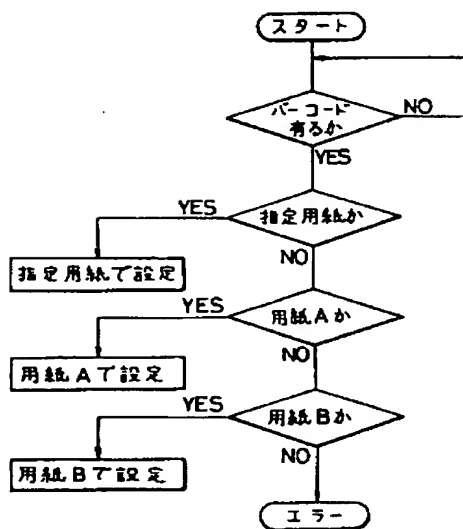 スタート
バーコード
有るか
NO
YES
YES
指定用紙か
指定用紙で設定
NO
YES
用紙Aか
用紙Aで設定
NO
YES
用紙Bか
用紙Bで設定
NO
エラー